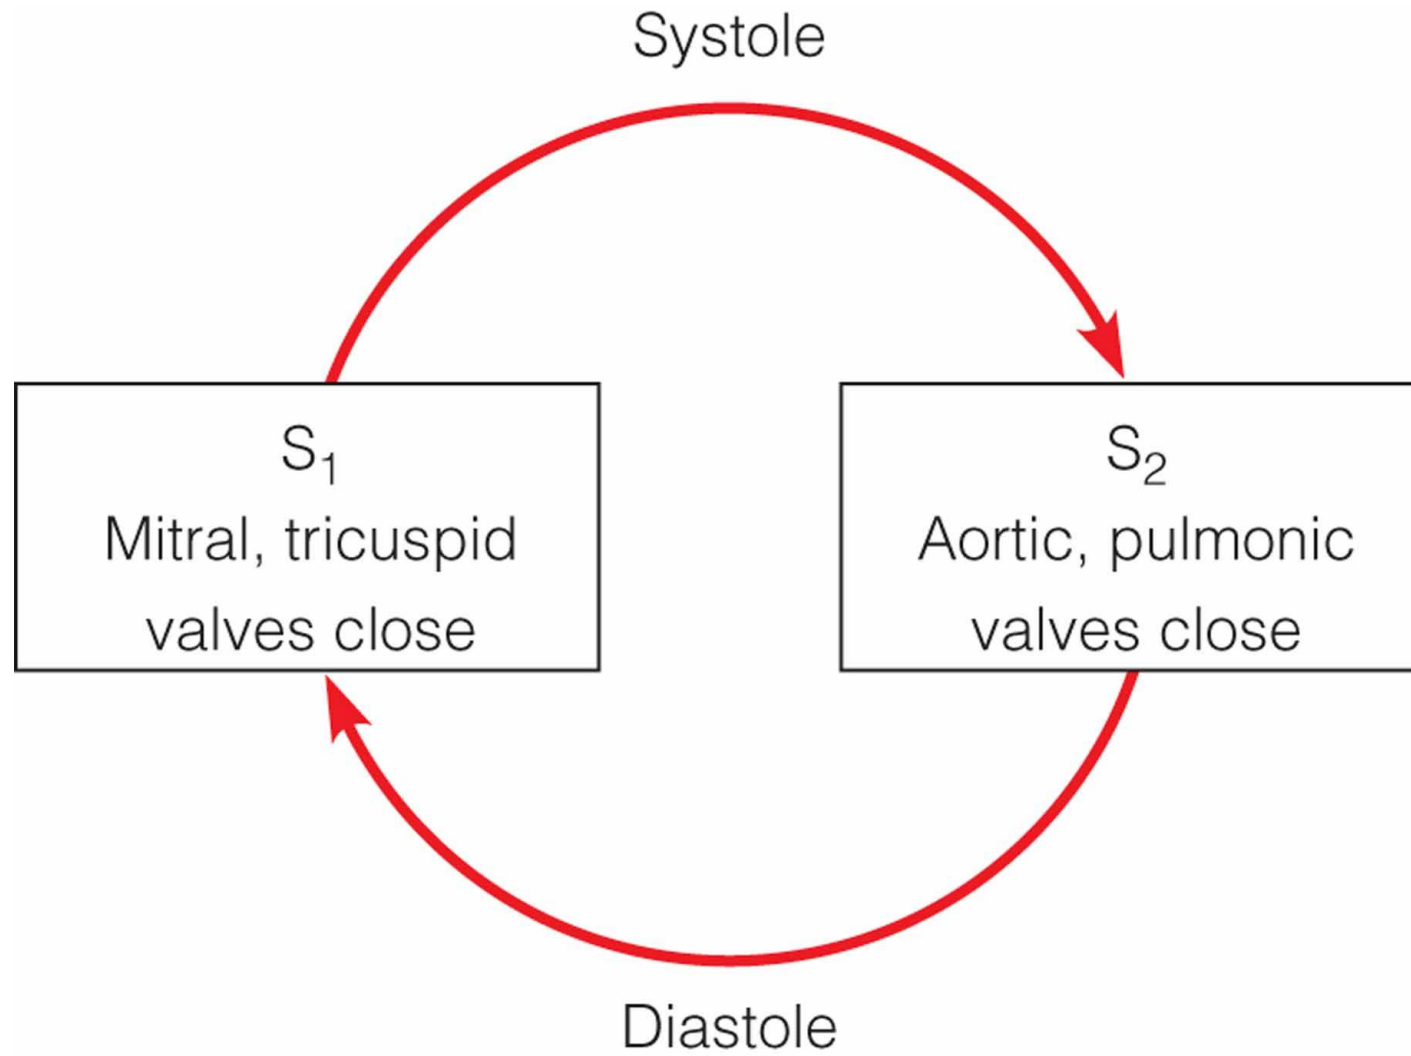 Systole
S₁
Mitral, tricuspid
valves close
S₂
Aortic, pulmonic
valves close
Diastole